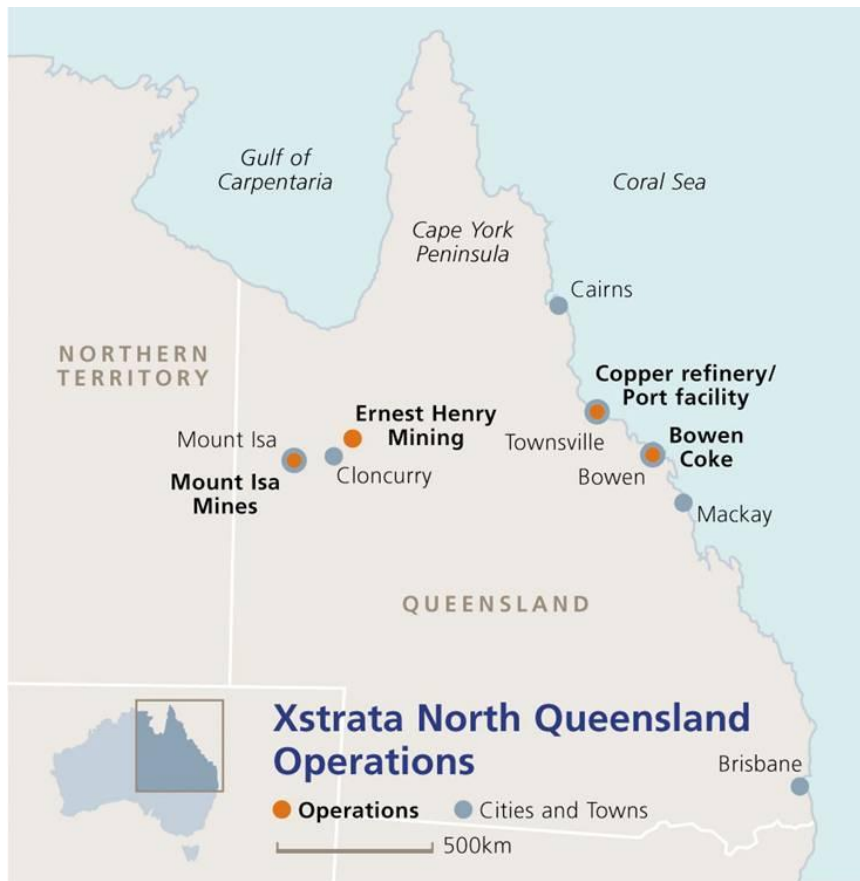 Gulf of
Carpentaria
Coral Sea
Cape York
Peninsula
Cairns
NORTHERN
TERRITORY
Copper refinery/
Port facility
Ernest Henry
Mining
Townsville
Bowen
Coke
Mount Isa
Cloncurry
Bowen
Mount Isa
Mines
Mackay
QUEENSLAND
Xstrata North Queensland
Operations
Brisbane
Operations
Cities and Towns
500km